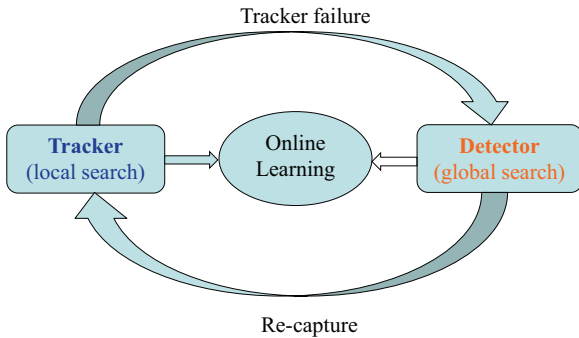 Tracker failure
Tracker
(local search)
Online
Learning
Detector
(global search)
Re-capture